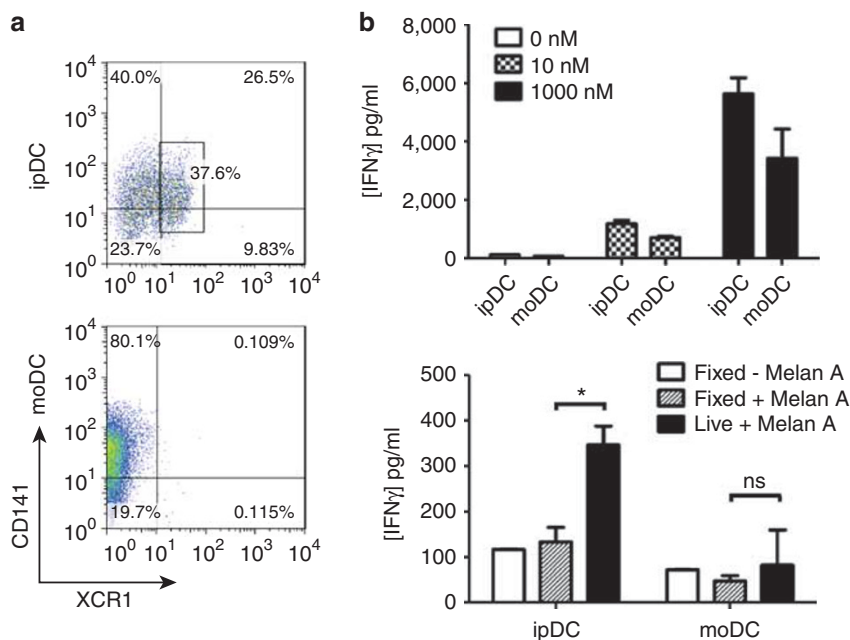 a
ipDC
10⁴
10³
10²
10¹
10⁰
40.0%
26.5%
37.6%
23.7%
9.83%
10⁰ 10¹ 10² 10³ 10⁴
moDC
10⁴
10³
10²
10¹
10⁰
80.1%
0.109%
19.7%
0.115%
10⁰ 10¹ 10² 10³ 10⁴
CD141
XCR1
b
[IFNγ] pg/ml
8,000
6,000
4,000
2,000
0
0 nM
10 nM
1000 nM
ipDC
moDC
ipDC
moDC
ipDC
moDC
[IFNγ] pg/ml
500
400
300
200
100
0
Fixed - Melan A
Fixed + Melan A
Live + Melan A
*
ns
ipDC
moDC